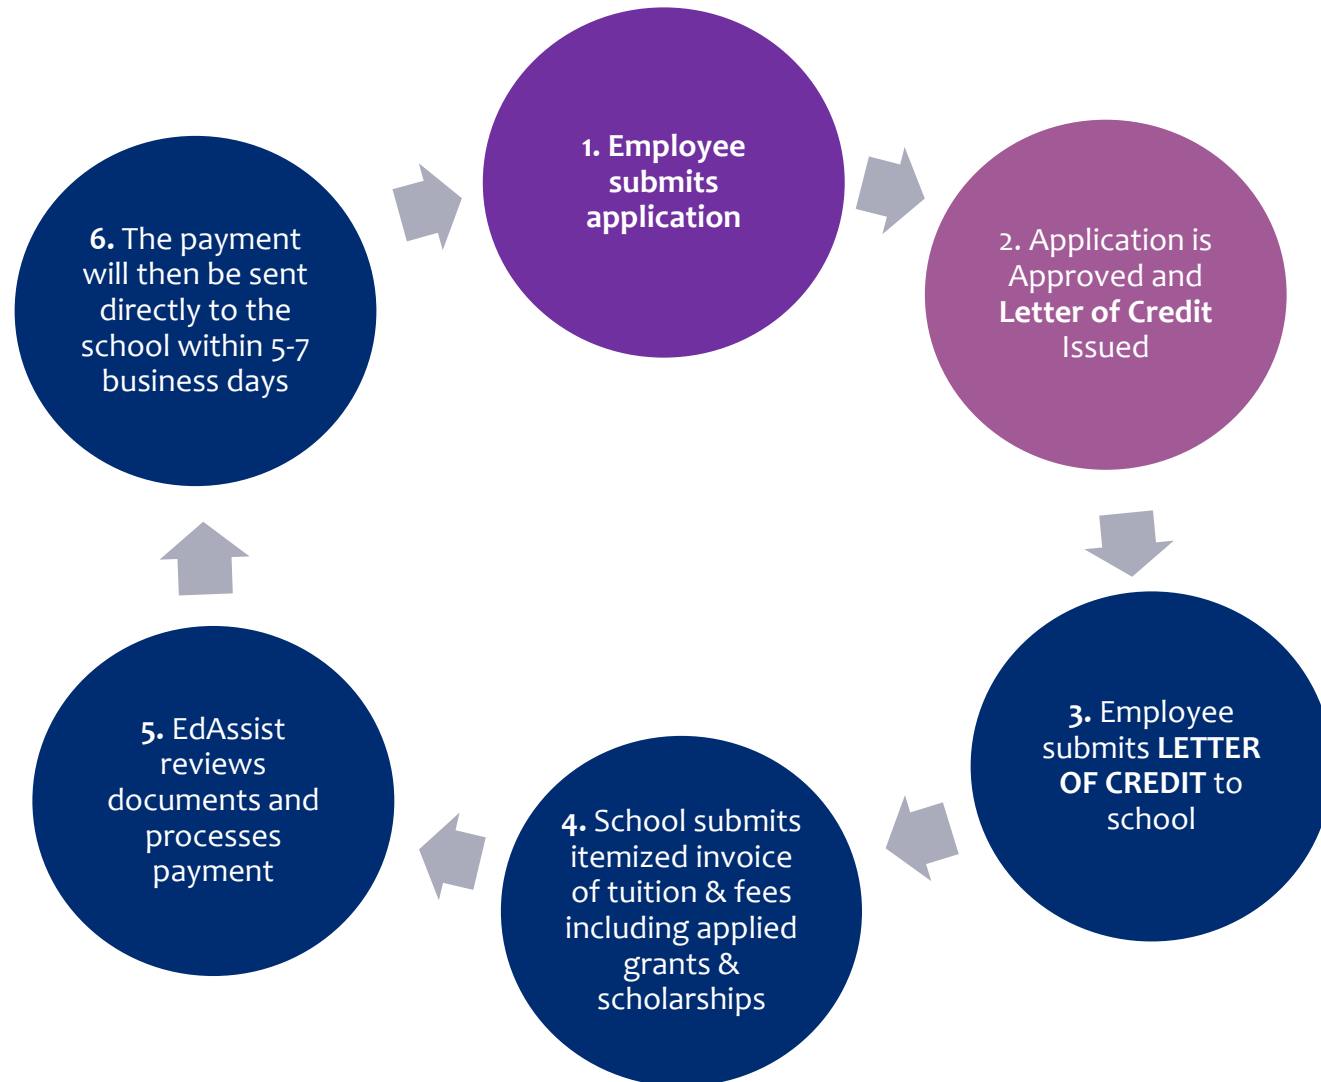 1. Employee
submits
application
2. Application is
Approved and
Letter of Credit
Issued
3. Employee
submits LETTER
OF CREDIT to
school
4. School submits
itemized invoice
of tuition & fees
including applied
grants &
scholarships
5. EdAssist
reviews
documents and
processes
payment
6. The payment
will then be sent
directly to the
school within 5-7
business days